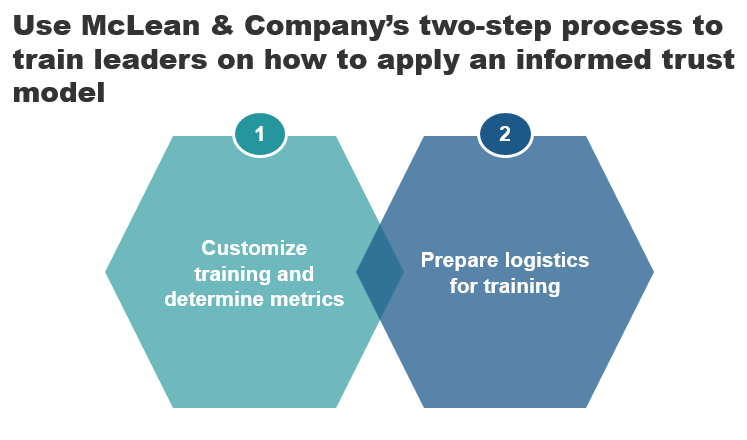 Use McLean & Company’s two-step process to
train leaders on how to apply an informed trust
model
1
2
Customize
training and
determine metrics
Prepare logistics
for training